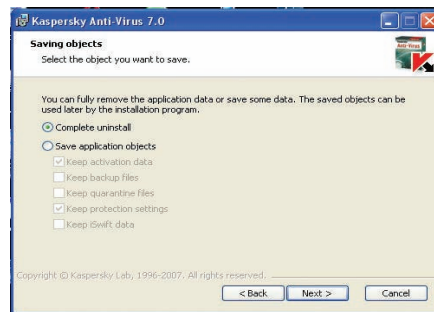 Kaspersky Anti-Virus 7.0
Saving objects
Select the object you want to save.
Anti-Virus
You can fully remove the application data or save some data. The saved objects can be
used later by the installation program.
Complete uninstall
Save application objects
Keep activation data
Keep backup files
Keep quarantine files
Keep protection settings
Keep iSwift data
Copyright © Kaspersky Lab, 1996-2007. All rights reserved.
< Back
Next >
Cancel